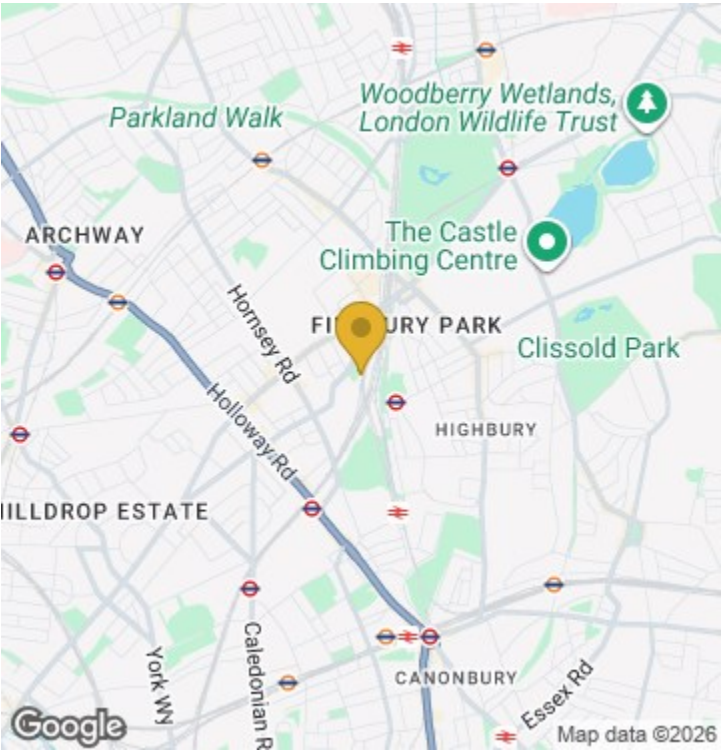 Woodberry Wetlands,
London Wildlife Trust
Parkland Walk
ARCHWAY
The Castle
Climbing Centre
Hornsey Rd
FI
URY PARK
Clissold Park
Holloway Rd
HIGHBURY
HILLDROP ESTATE
Caledonian R
York Wy
CANONBURY
Essex Rd
Google
Map data ©2026